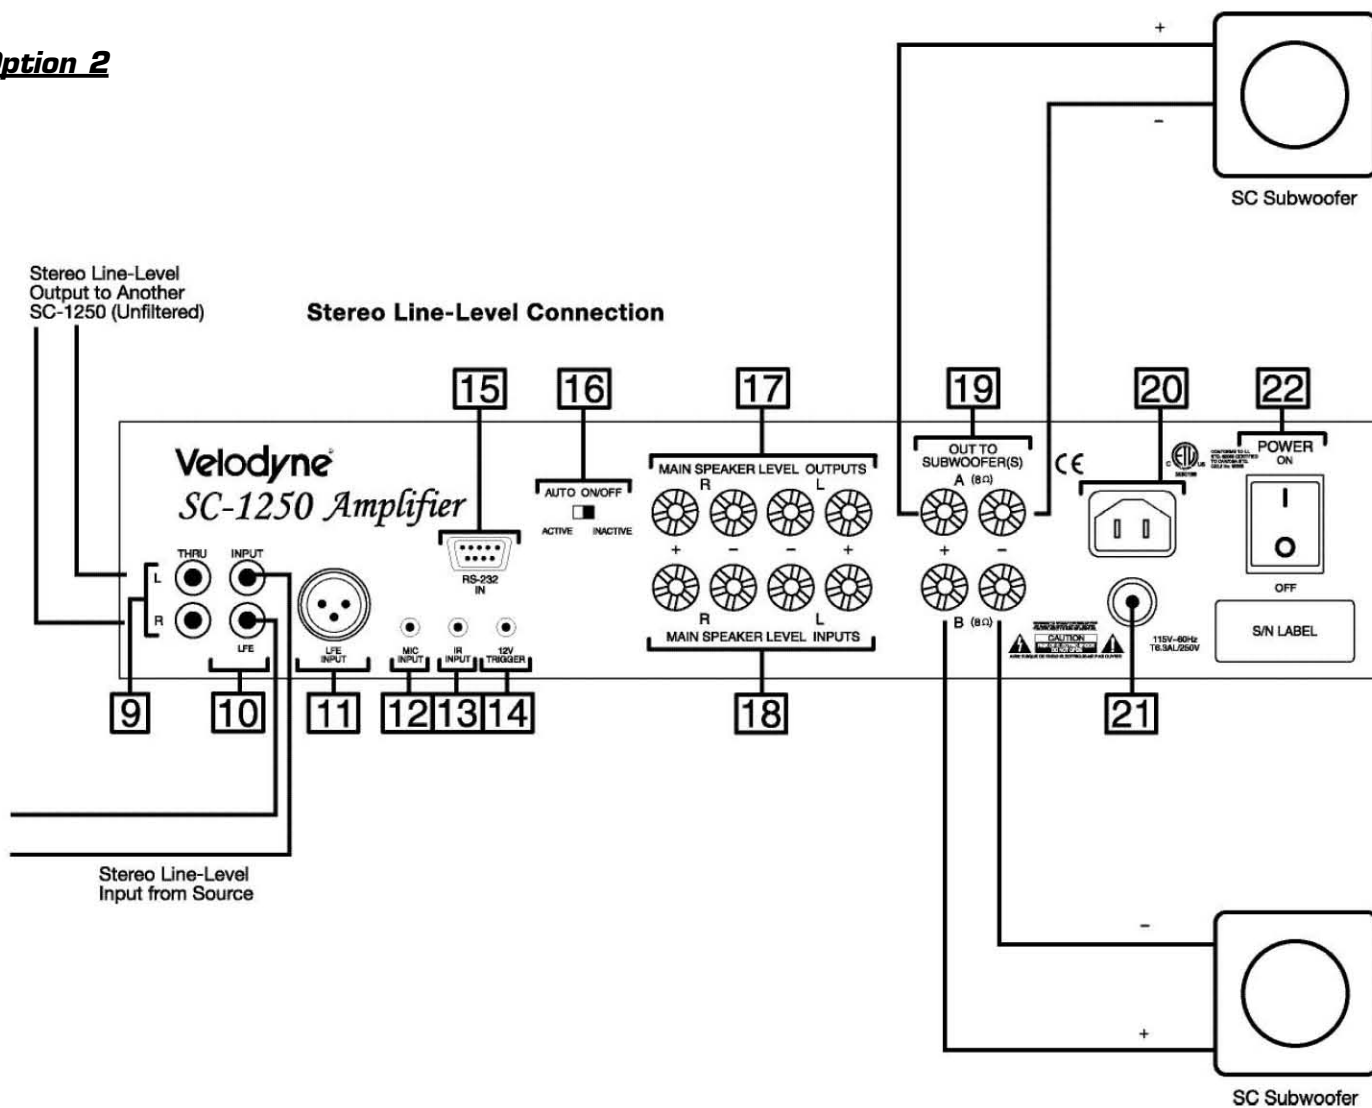 ption 2
+
-
SC Subwoofer
Stereo Line-Level
Output to Another
SC-1250 (Unfiltered)
Stereo Line-Level Connection
15
16
17
19
20
22
Velodyne
SC-1250 Amplifier
AUTO ON/OFF
ACTIVE INACTIVE
MAIN SPEAKER LEVEL OUTPUTS
R L
+ - - +
R L
MAIN SPEAKER LEVEL INPUTS
OUT TO
SUBWOOFER(S)
A (8Ω)
+ -
B (8Ω)
CE
C ETL US
POWER
ON
I
O
OFF
S/N LABEL
THRU INPUT
L
R
LFE
LFE
INPUT
RS-232
IN
MIC
INPUT
IR
INPUT
12V
TRIGGER
CAUTION
115V~60Hz
T6.3AL/250V
9
10
11
12
13
14
18
21
Stereo Line-Level
Input from Source
-
+
SC Subwoofer